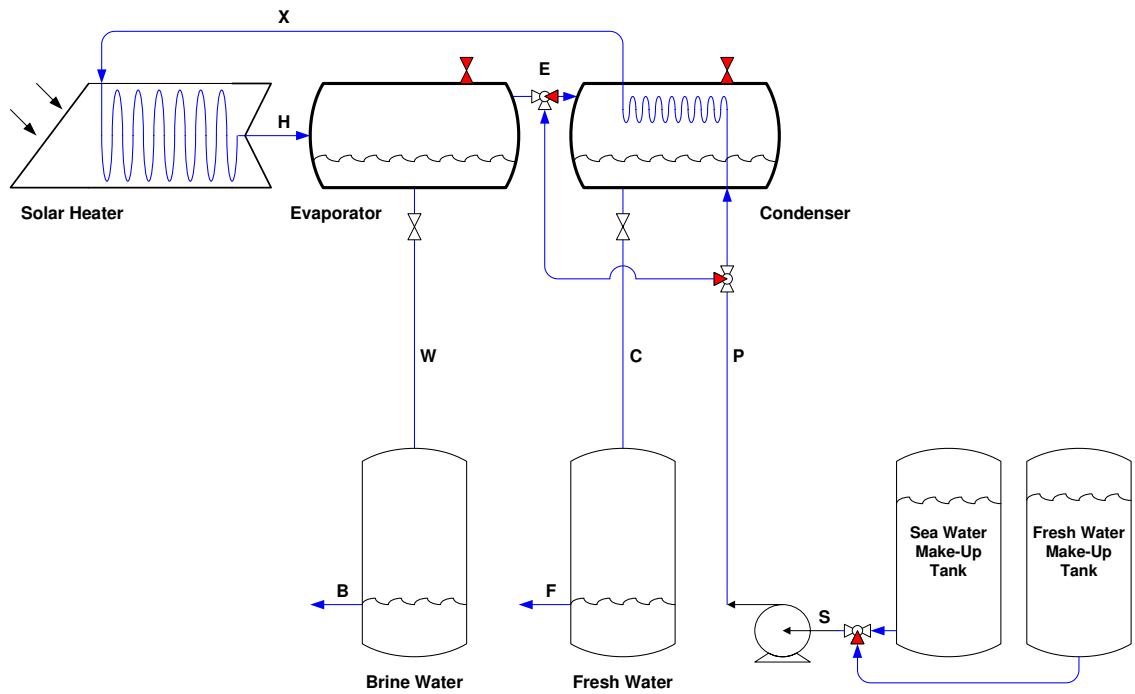 X
E
H
Solar Heater
Evaporator
Condenser
W
C
P
Sea Water
Make-Up
Tank
Fresh Water
Make-Up
Tank
B
F
S
Brine Water
Fresh Water